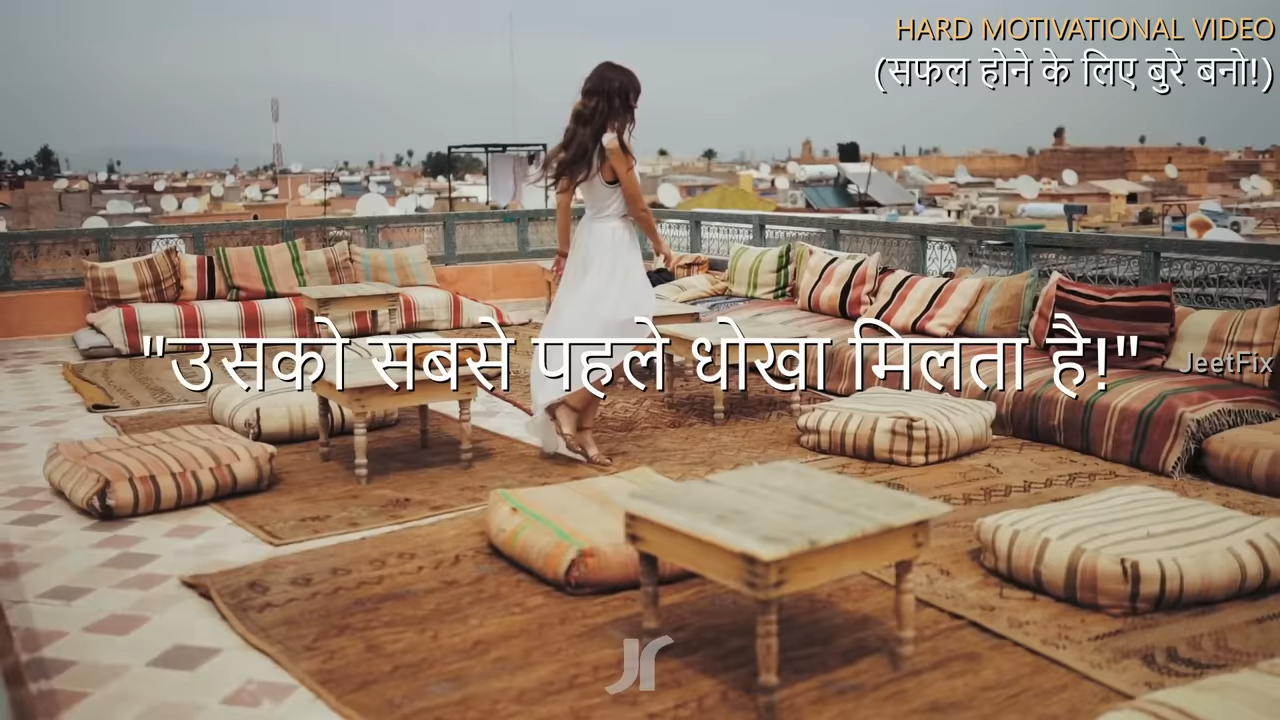 HARD MOTIVATIONAL VIDEO
(सफल होने के लिए बुरे बनो!)
"उसको सबसे पहले धोखा मिलता है!"
JeetFix